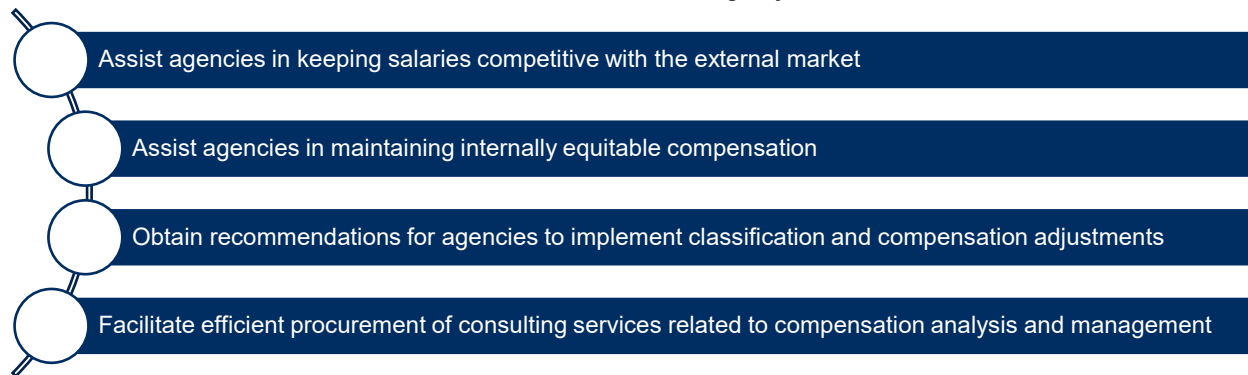 Assist agencies in keeping salaries competitive with the external market
Assist agencies in maintaining internally equitable compensation
Obtain recommendations for agencies to implement classification and compensation adjustments
Facilitate efficient procurement of consulting services related to compensation analysis and management